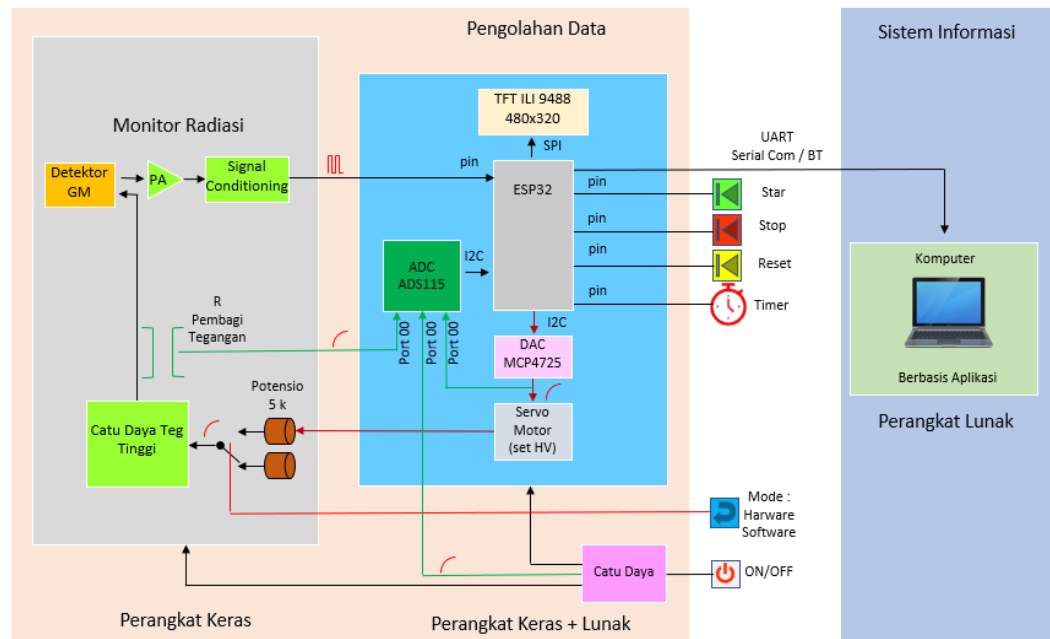 Pengolahan Data
Sistem Informasi
Monitor Radiasi
TFT ILI 9488
480x320
SPI
UART
Serial Com / BT
Detektor
GM
PA
Signal
Conditioning
pin
ESP32
pin
Star
pin
Stop
pin
Reset
pin
Timer
ADC
ADS115
I2C
I2C
Komputer
Berbasis Aplikasi
R
Pembagi
Tegangan
Port 00
Port 00
Port 00
DAC
MCP4725
Potensio
5 k
Servo
Motor
(set HV)
Catu Daya Teg
Tinggi
Perangkat Lunak
Mode :
Harware
Software
Catu Daya
ON/OFF
Perangkat Keras
Perangkat Keras + Lunak